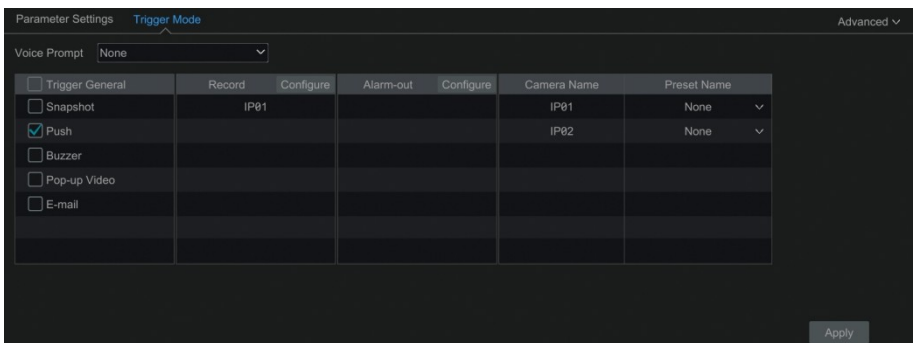 Parameter Settings Trigger Mode Advanced
Voice Prompt None
Trigger General Record Configure Alarm-out Configure Camera Name Preset Name
Snapshot IP01 IP01 None
Push IP02 None
Buzzer
Pop-up Video
E-mail
Apply